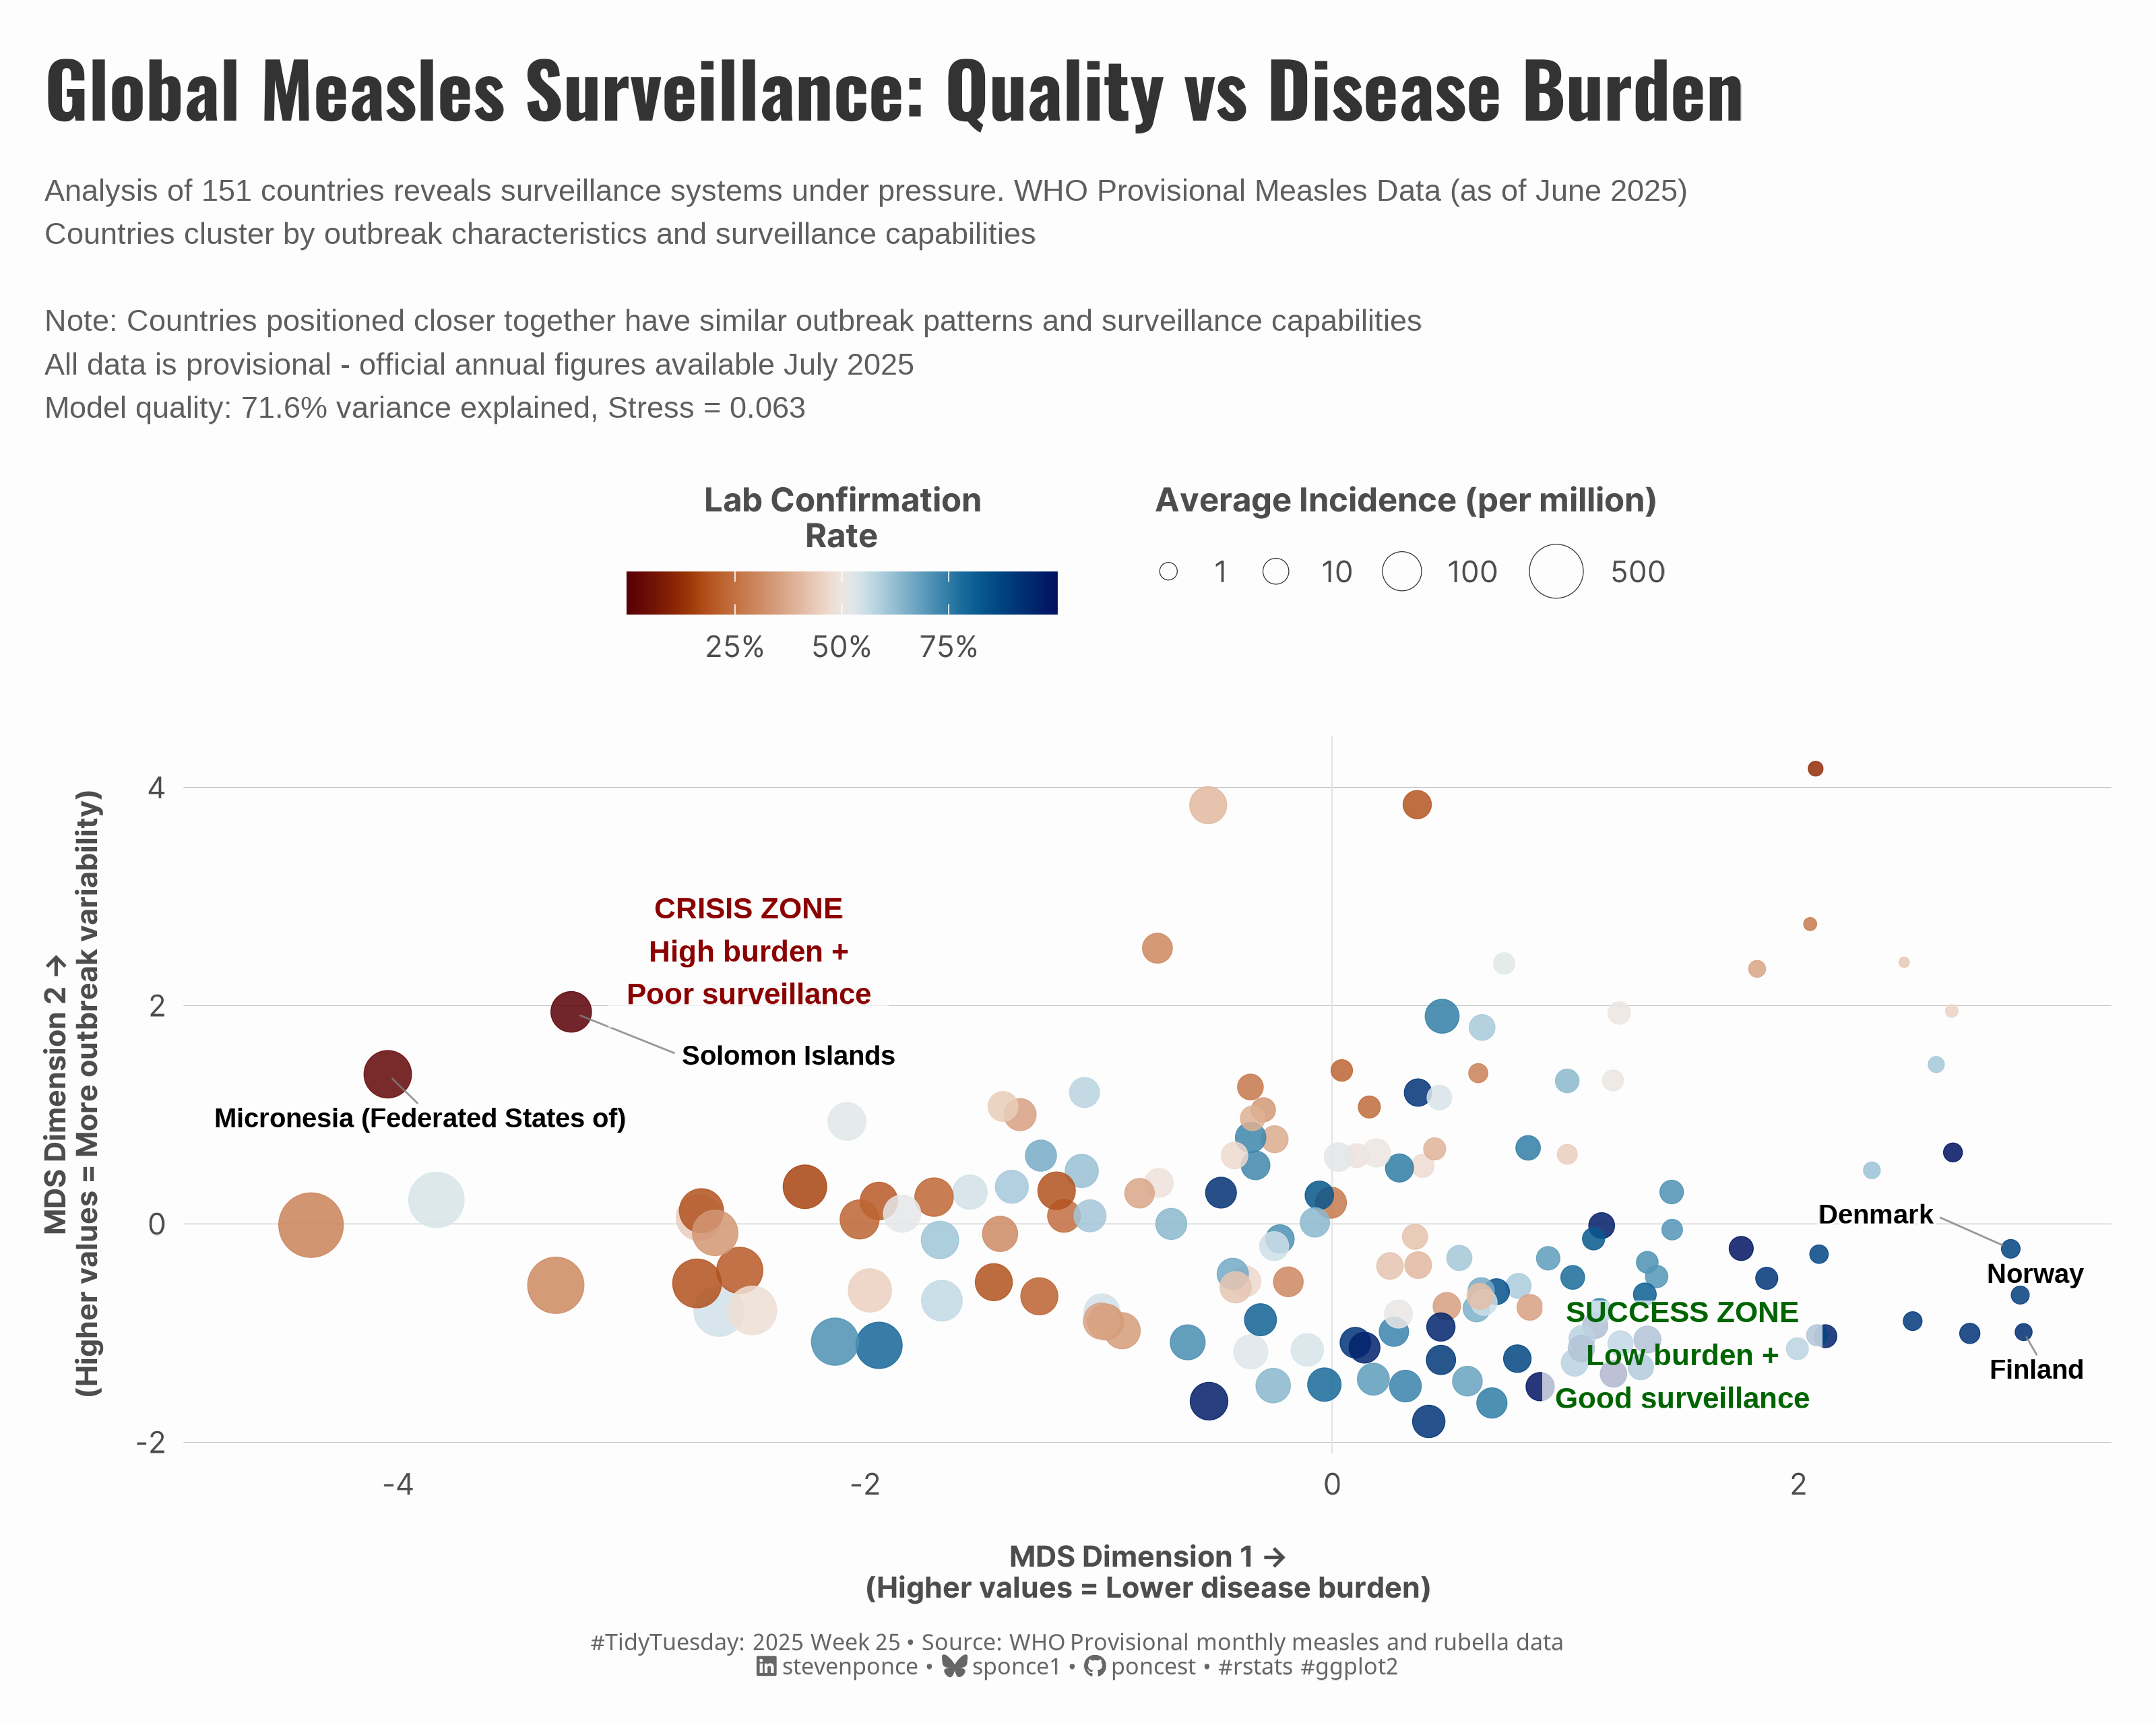 Global Measles Surveillance: Quality vs Disease Burden
Analysis of 151 countries reveals surveillance systems under pressure. WHO Provisional Measles Data (as of June 2025)
Countries cluster by outbreak characteristics and surveillance capabilities
Note: Countries positioned closer together have similar outbreak patterns and surveillance capabilities
All data is provisional - official annual figures available July 2025
Model quality: 71.6% variance explained, Stress = 0.063
Lab Confirmation
Rate
25% 50% 75%
Average Incidence (per million)
1 10 100 500
MDS Dimension 2 →
(Higher values = More outbreak variability)
4
2
0
-2
CRISIS ZONE
High burden +
Poor surveillance
Solomon Islands
Micronesia (Federated States of)
Denmark
Norway
SUCCESS ZONE
Low burden +
Good surveillance
Finland
-4 -2 0 2
MDS Dimension 1 →
(Higher values = Lower disease burden)
#TidyTuesday: 2025 Week 25 • Source: WHO Provisional monthly measles and rubella data
stevenponce • sponce1 • poncest • #rstats #ggplot2